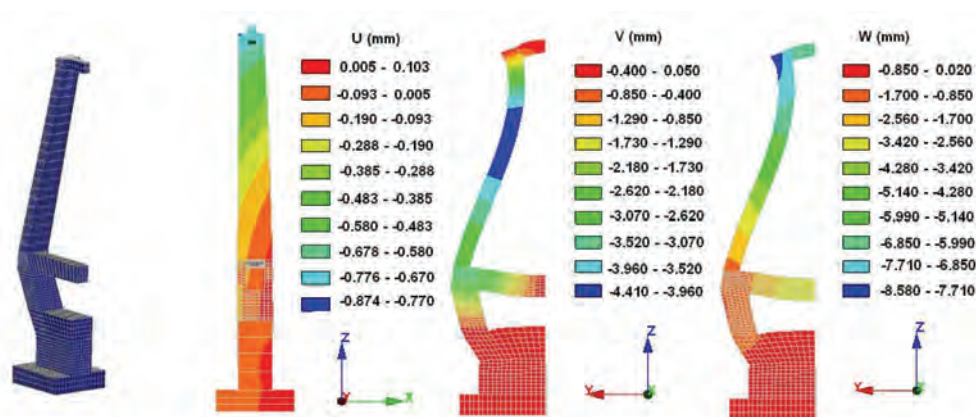 U (mm)
0.005 - 0.103
-0.093 - 0.005
-0.190 - -0.093
-0.288 - -0.190
-0.385 - -0.288
-0.483 - -0.385
-0.580 - -0.483
-0.678 - -0.580
-0.776 - -0.670
-0.874 - -0.770
Z
Y
X
V (mm)
-0.400 - 0.050
-0.850 - -0.400
-1.290 - -0.850
-1.730 - -1.290
-2.180 - -1.730
-2.620 - -2.180
-3.070 - -2.620
-3.520 - -3.070
-3.960 - -3.520
-4.410 - -3.960
Z
Y
W (mm)
-0.850 - 0.020
-1.700 - -0.850
-2.560 - -1.700
-3.420 - -2.560
-4.280 - -3.420
-5.140 - -4.280
-5.990 - -5.140
-6.850 - -5.990
-7.710 - -6.850
-8.580 - -7.710
Z
Y